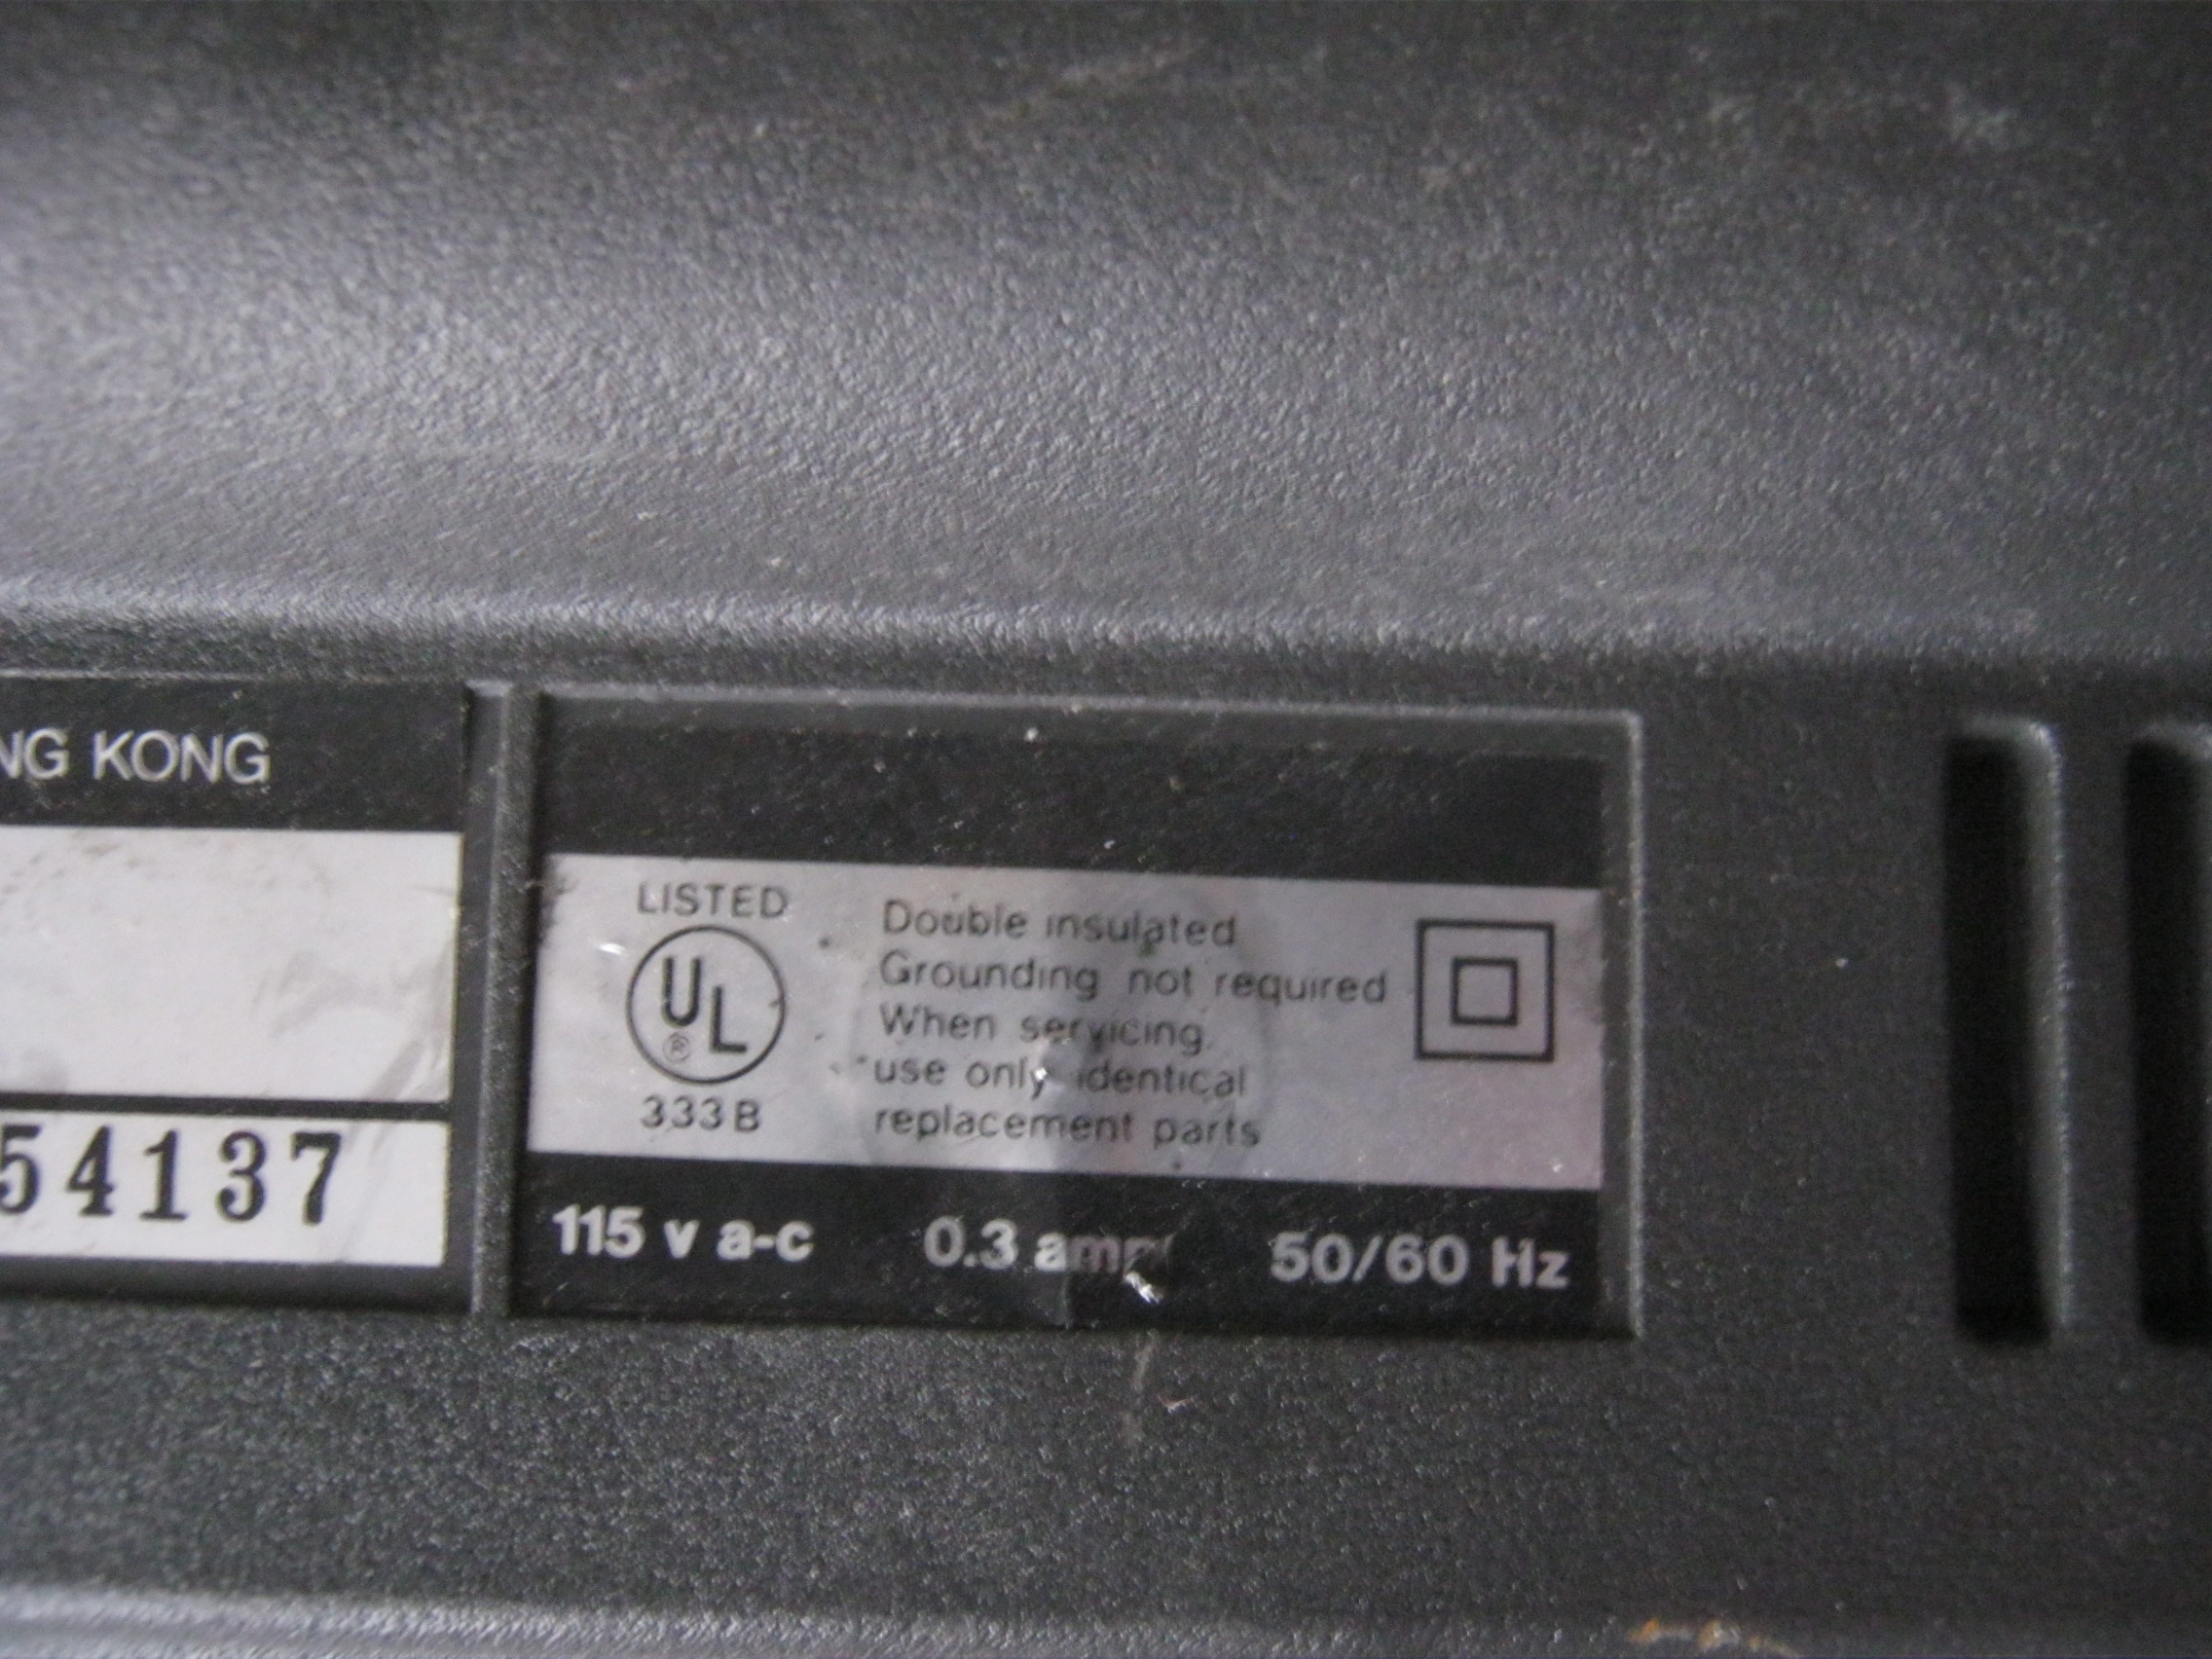 NG KONG
54137
LISTED
UL
®
333B
Double insulated
Grounding not required
When servicing,
use only identical
replacement parts
115 v a-c 0.3 amp 50/60 Hz